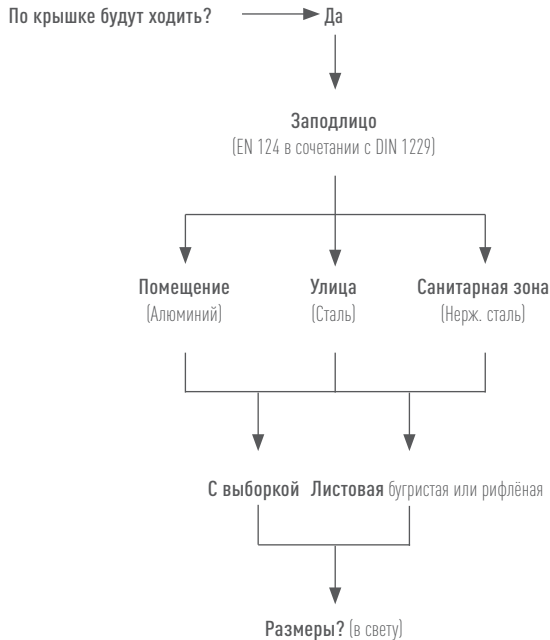 По крышке будут ходить? Да
Заподлицо
(EN 124 в сочетании с DIN 1229)
Помещение Улица Санитарная зона
(Алюминий) (Сталь) (Нерж. сталь)
С выборкой Листовая бугристая или рифлёная
Размеры? (в свету)